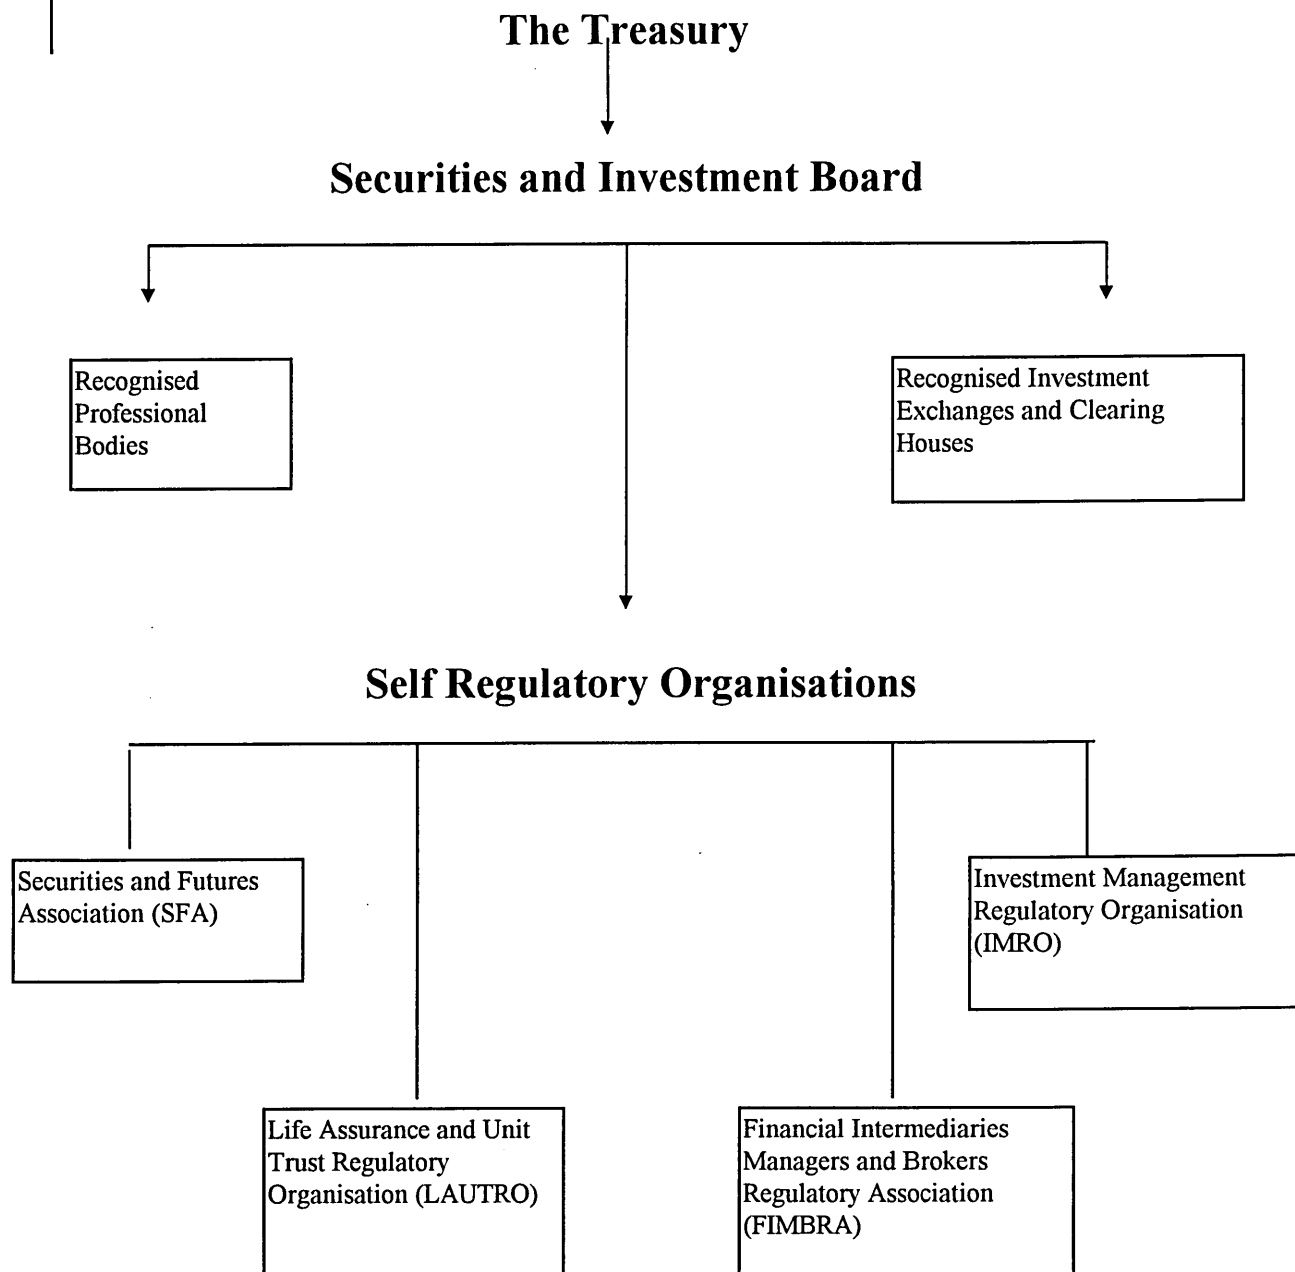 The Treasury
Securities and Investment Board
Recognised
Professional
Bodies
Recognised Investment
Exchanges and Clearing
Houses
Self Regulatory Organisations
Securities and Futures
Association (SFA)
Investment Management
Regulatory Organisation
(IMRO)
Life Assurance and Unit
Trust Regulatory
Organisation (LAUTRO)
Financial Intermediaries
Managers and Brokers
Regulatory Association
(FIMBRA)